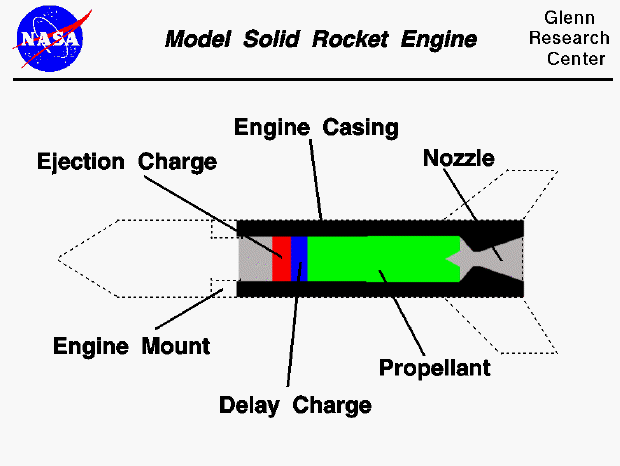 NASA
Model Solid Rocket Engine
Glenn
Research
Center
Engine Casing
Ejection Charge
Nozzle
Engine Mount
Propellant
Delay Charge